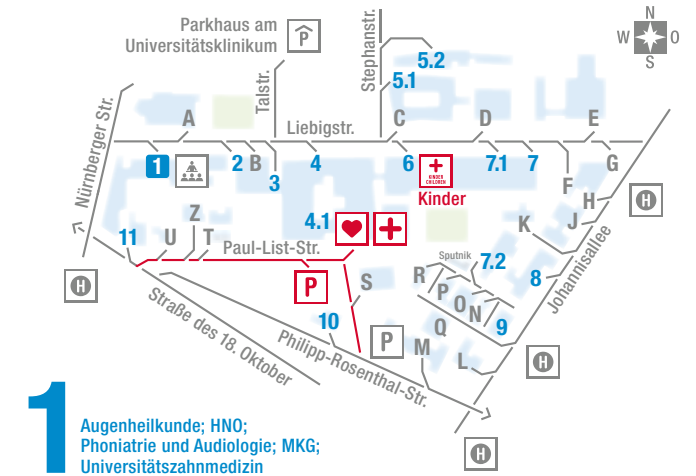 Parkhaus am
Universitätsklinikum
P
Talstr.
Stephanstr.
5.2
5.1
N
W
O
S
Nürnberger Str.
A
Liebigstr.
C
D
E
1
2
B
3
4
6
KINDER
CHILDREN
Kinder
7.1
7
F
G
H
J
H
K
4.1
11
U
Z
T
Paul-List-Str.
P
S
H
Straße des 18. Oktober
10
P
Philipp-Rosenthal-Str.
Sputnik
7.2
R
P
O
N
Q
M
L
9
8
Johannisallee
H
H
1
Augenheilkunde; HNO;
Phoniatrie und Audiologie; MKG;
Universitätszahnmedizin